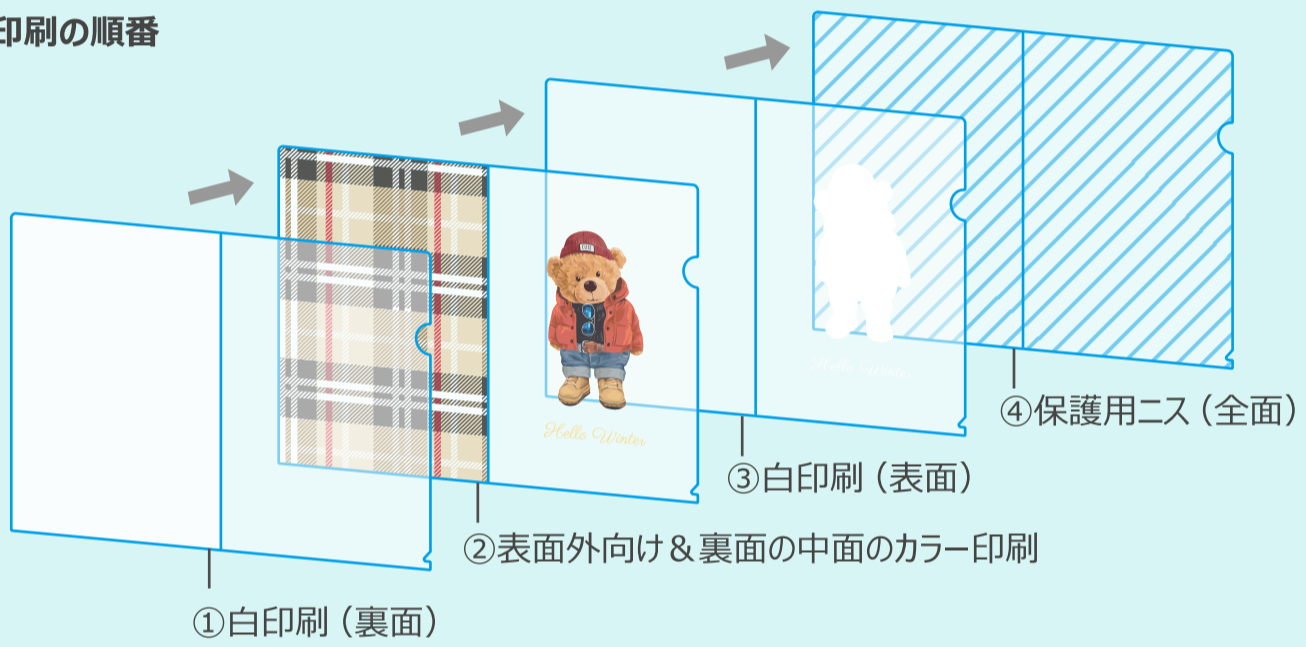 印刷の順番
Hello Winter
Hello Winter
④保護用ニス（全面）
③白印刷（表面）
②表面外向け＆裏面の中面のカラー印刷
①白印刷（裏面）